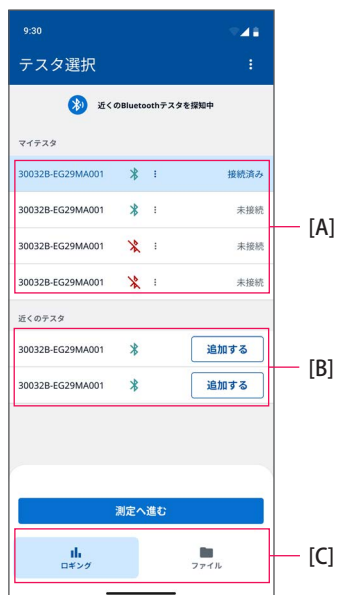 9:30
テスタ選択
近くのBluetoothテスタを探知中
マイテスタ
30032B-EG29MA001 接続済み
30032B-EG29MA001 未接続
[A]
30032B-EG29MA001 未接続
30032B-EG29MA001 未接続
近くのテスタ
30032B-EG29MA001 追加する
[B]
30032B-EG29MA001 追加する
測定へ進む
[C]
ロギング ファイル